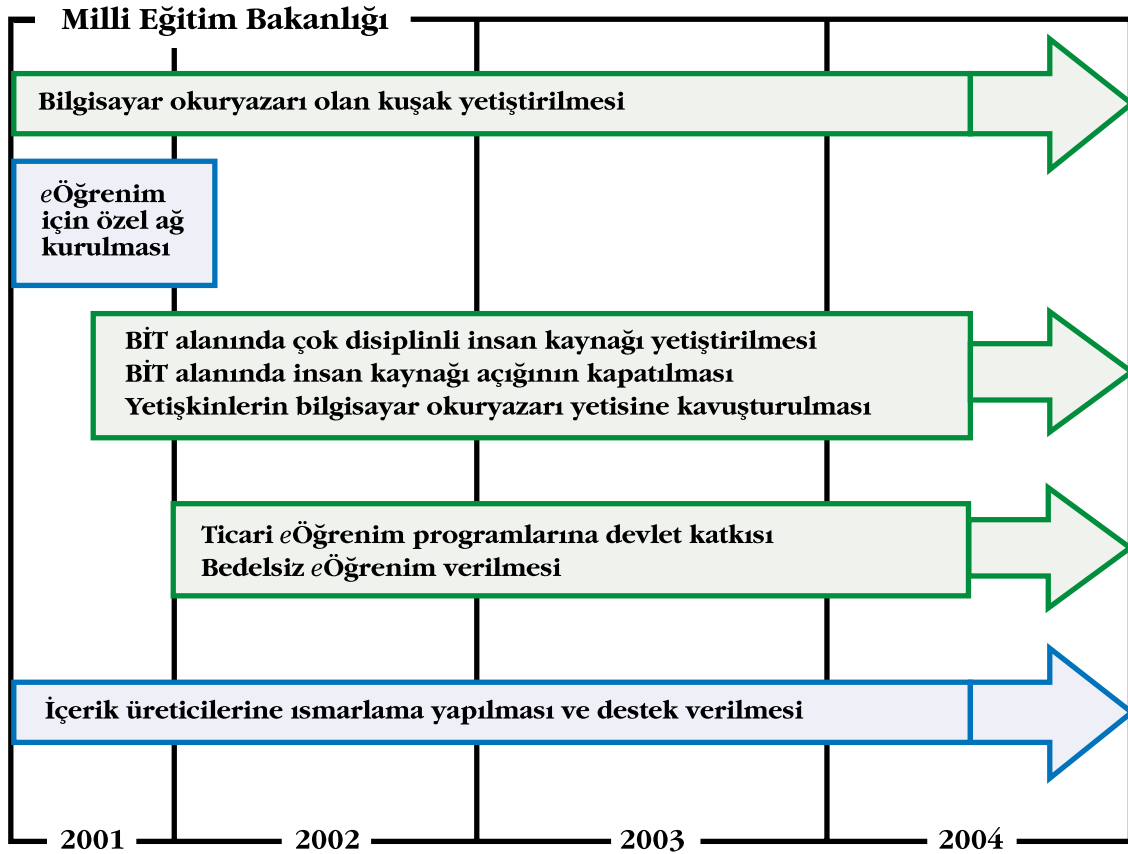 Milli Eğitim Bakanlığı
Bilgisayar okuryazarı olan kuşak yetiştirilmesi
eÖğrenim
için özel ağ
kurulması
BİT alanında çok disiplinli insan kaynağı yetiştirilmesi
BİT alanında insan kaynağı açığının kapatılması
Yetişkinlerin bilgisayar okuryazarı yetisine kavuşturulması
Ticari eÖğrenim programlarına devlet katkısı
Bedelsiz eÖğrenim verilmesi
İçerik üreticilerine ısmarlama yapılması ve destek verilmesi
2001 2002 2003 2004